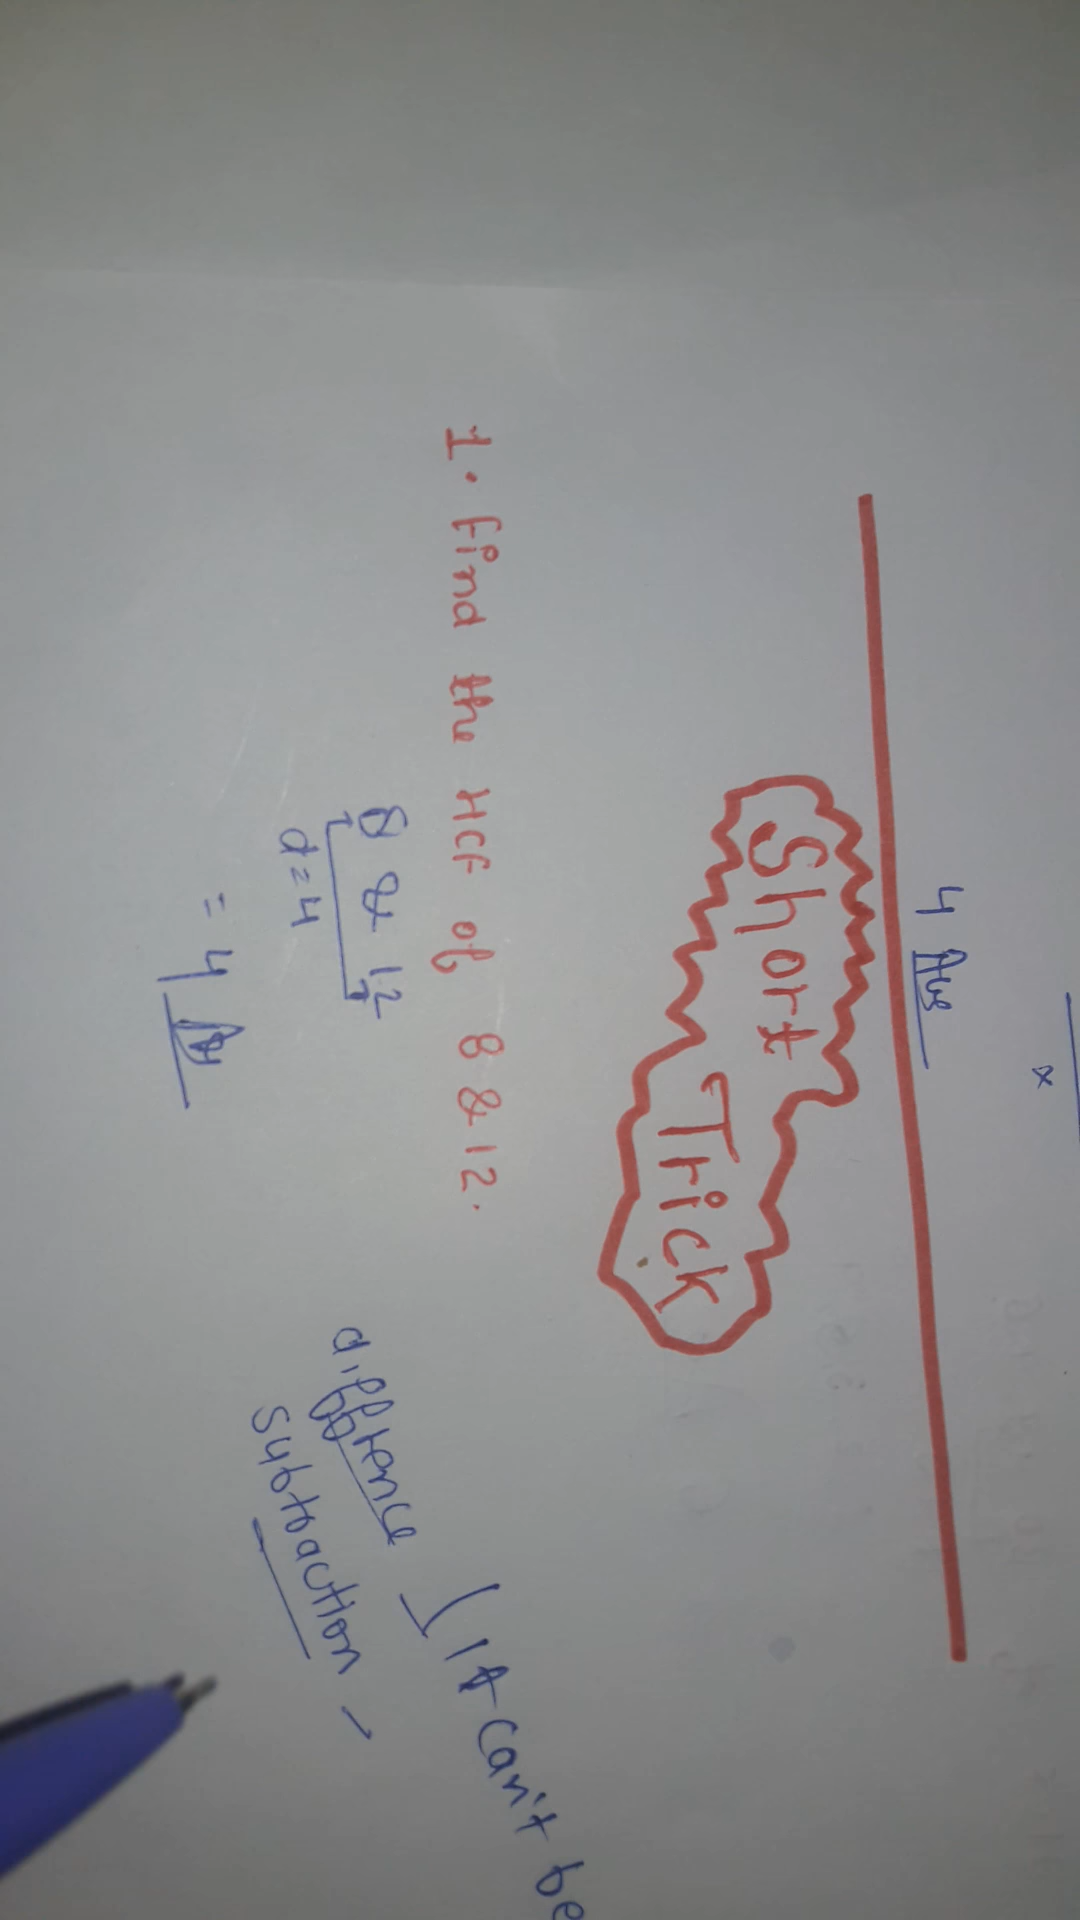 ×
4 Ans
Short
Trick
1. Find the HCF of 8 & 12.
8 & 12
d=4
= 4
It can't be
diffrence
subtraction